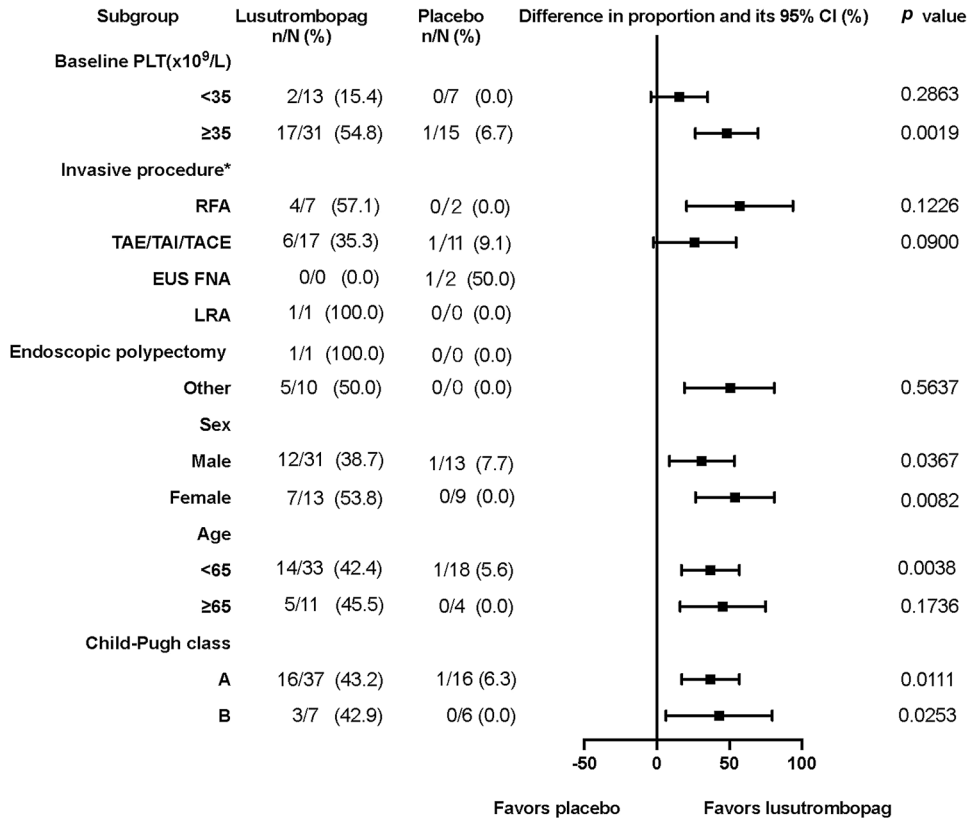 Subgroup Lusutrombopag n/N (%) Placebo n/N (%) Difference in proportion and its 95% CI (%) p value
Baseline PLT(x10⁹/L)
<35 2/13 (15.4) 0/7 (0.0) 0.2863
≥35 17/31 (54.8) 1/15 (6.7) 0.0019
Invasive procedure*
RFA 4/7 (57.1) 0/2 (0.0) 0.1226
TAE/TAI/TACE 6/17 (35.3) 1/11 (9.1) 0.0900
EUS FNA 0/0 (0.0) 1/2 (50.0)
LRA 1/1 (100.0) 0/0 (0.0)
Endoscopic polypectomy 1/1 (100.0) 0/0 (0.0)
Other 5/10 (50.0) 0/0 (0.0) 0.5637
Sex
Male 12/31 (38.7) 1/13 (7.7) 0.0367
Female 7/13 (53.8) 0/9 (0.0) 0.0082
Age
<65 14/33 (42.4) 1/18 (5.6) 0.0038
≥65 5/11 (45.5) 0/4 (0.0) 0.1736
Child-Pugh class
A 16/37 (43.2) 1/16 (6.3) 0.0111
B 3/7 (42.9) 0/6 (0.0) 0.0253
-50 0 50 100
Favors placebo Favors lusutrombopag